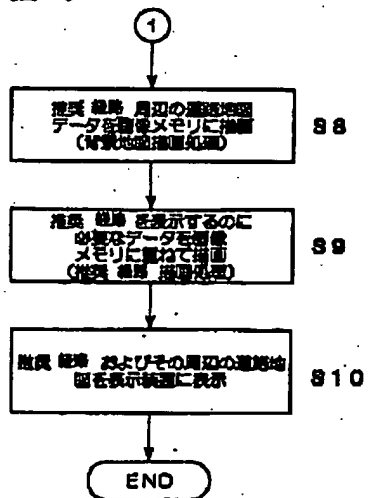 1
推奨 経路 周辺の道路地図
データを画像メモリに描画
(背景地図描画処理)
S8
推奨 経路 を表示するのに
必要なデータを画像
メモリに重ねて描画
(推奨 経路 描画処理)
S9
推奨 経路 およびその周辺の道路地
図を表示装置に表示
S10
END